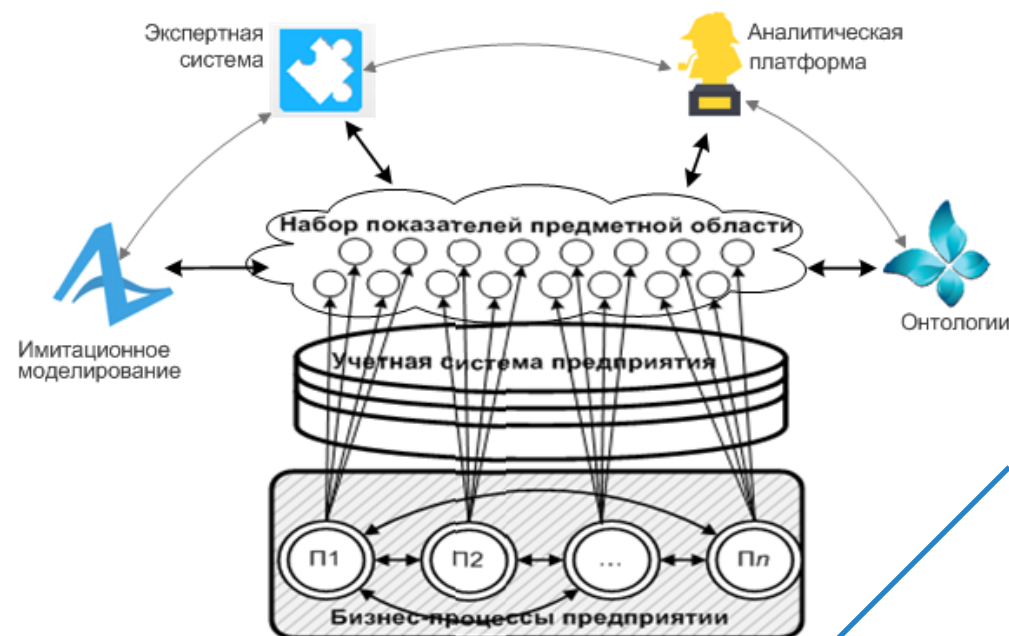 Экспертная
система
Аналитическая
платформа
Набор показателей предметной области
Имитационное
моделирование
Онтологии
Учетная система предприятия
П1
П2
...
Пn
Бизнес-процессы предприятии